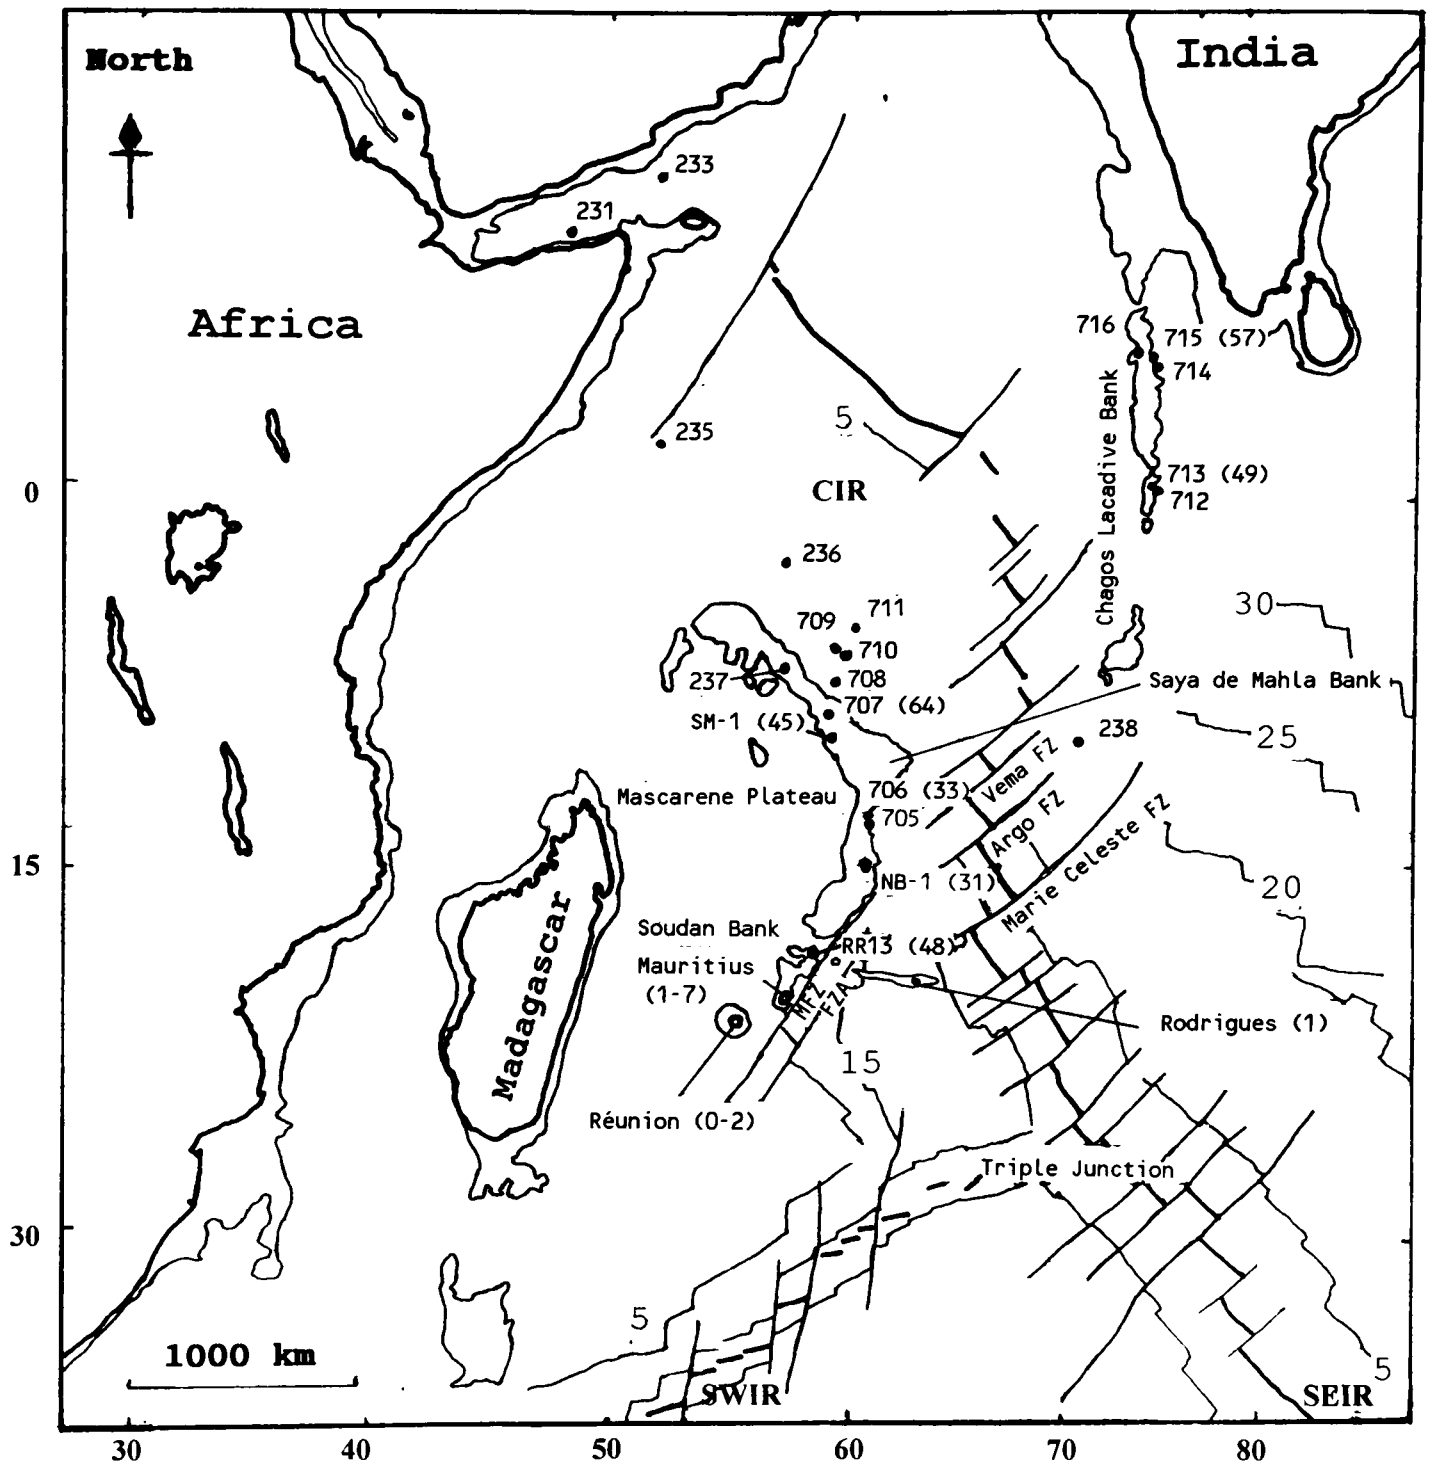 North
India
233
231
Africa
716
715 (57)
714
5
235
Chagos Lacadive Bank
713 (49)
712
0
CIR
236
30
711
709
710
708
237
Saya de Mahla Bank
707 (64)
SM-1 (45)
238
25
Vema FZ
706 (33)
Mascarene Plateau
705
Argo FZ
Marie Celeste FZ
15
NB-1 (31)
20
Madagascar
Soudan Bank
RR13 (48)
Mauritius
(1-7)
MFZ
FZA
Rodrigues (1)
15
Réunion (0-2)
Triple Junction
30
5
1000 km
5
SWIR
SEIR
30
40
50
60
70
80